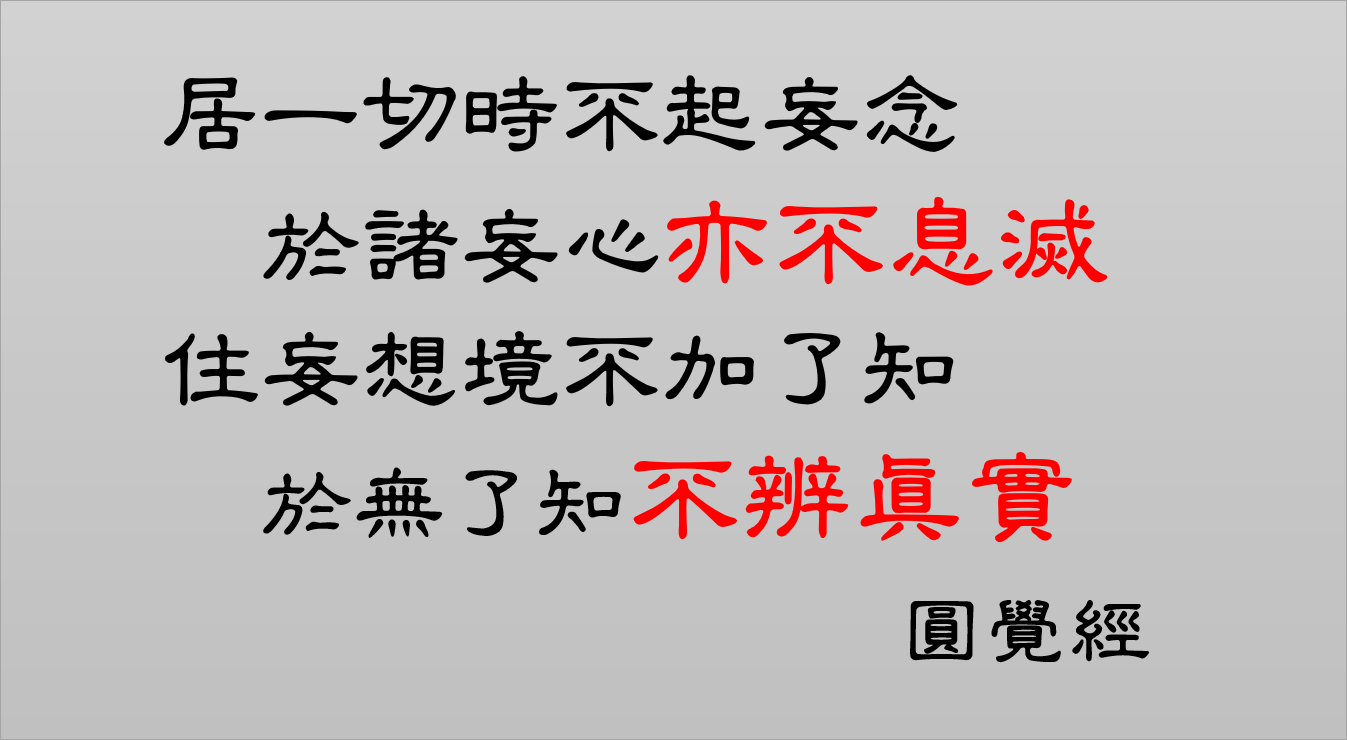 居一切時不起妄念
於諸妄心亦不息滅
住妄想境不加了知
於無了知不辨眞實
圓覺經